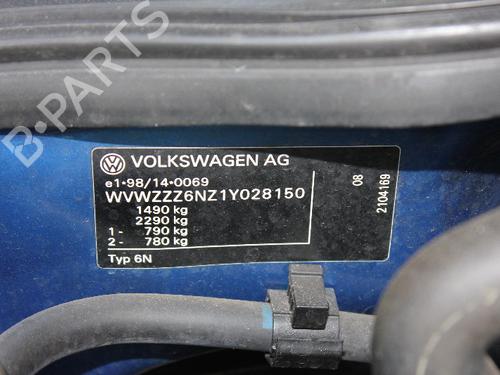 B-PARTS
VOLKSWAGEN AG
e1*98/14*0069
WVWZZZ6NZ1Y028150
1490 kg
2290 kg
1- 790 kg
2- 780 kg
Typ 6N
08
2104169